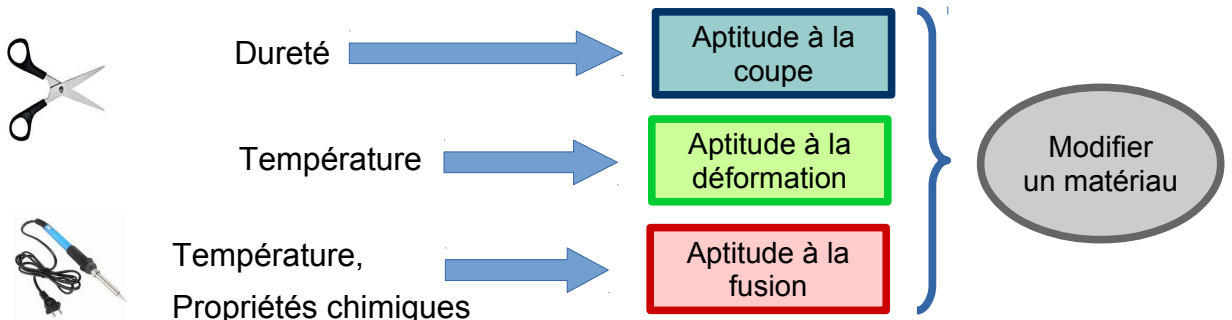 Dureté
Aptitude à la
coupe
Température
Aptitude à la
déformation
Température,
Propriétés chimiques
Aptitude à la
fusion
Modifier
un matériau